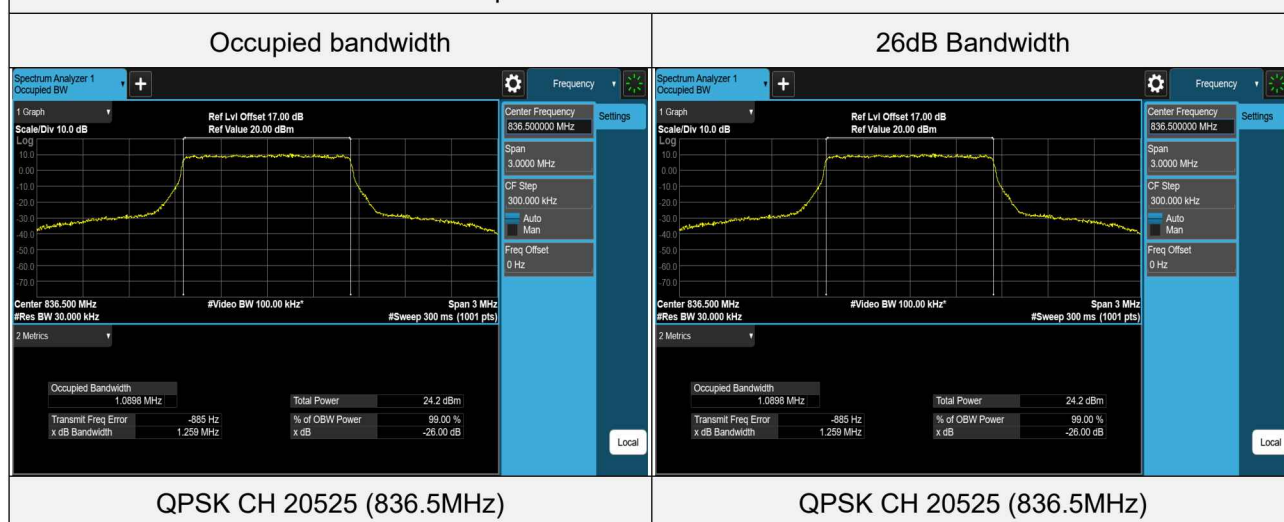 Occupied bandwidth
26dB Bandwidth
Spectrum Analyzer 1
Occupied BW
+
Frequency
1 Graph
Ref Lvl Offset 17.00 dB
Scale/Div 10.0 dB
Ref Value 20.00 dBm
Log
10.0
0.00
-10.0
-20.0
-30.0
-40.0
-50.0
-60.0
-70.0
Center 836.500 MHz
#Video BW 100.00 kHz*
Span 3 MHz
#Res BW 30.000 kHz
#Sweep 300 ms (1001 pts)
Center Frequency
836.500000 MHz
Settings
Span
3.0000 MHz
CF Step
300.000 kHz
Auto
Man
Freq Offset
0 Hz
2 Metrics
Occupied Bandwidth
1.0898 MHz
Total Power 24.2 dBm
Transmit Freq Error -885 Hz
% of OBW Power 99.00 %
x dB Bandwidth 1.259 MHz
x dB -26.00 dB
Local
Spectrum Analyzer 1
Occupied BW
+
Frequency
1 Graph
Ref Lvl Offset 17.00 dB
Scale/Div 10.0 dB
Ref Value 20.00 dBm
Log
10.0
0.00
-10.0
-20.0
-30.0
-40.0
-50.0
-60.0
-70.0
Center 836.500 MHz
#Video BW 100.00 kHz*
Span 3 MHz
#Res BW 30.000 kHz
#Sweep 300 ms (1001 pts)
Center Frequency
836.500000 MHz
Settings
Span
3.0000 MHz
CF Step
300.000 kHz
Auto
Man
Freq Offset
0 Hz
2 Metrics
Occupied Bandwidth
1.0898 MHz
Total Power 24.2 dBm
Transmit Freq Error -885 Hz
% of OBW Power 99.00 %
x dB Bandwidth 1.259 MHz
x dB -26.00 dB
Local
QPSK CH 20525 (836.5MHz)
QPSK CH 20525 (836.5MHz)